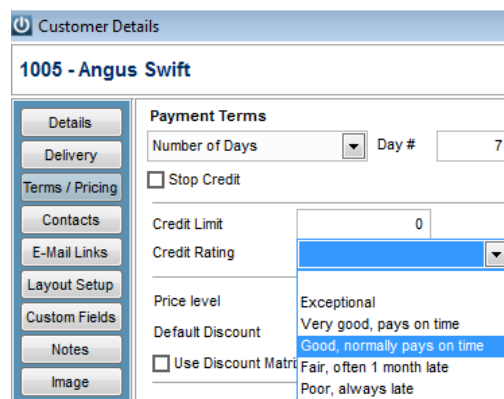 Customer Details
1005 - Angus Swift
Details
Delivery
Terms / Pricing
Contacts
E-Mail Links
Layout Setup
Custom Fields
Notes
Image
Payment Terms
Number of Days
Day #
7
Stop Credit
Credit Limit
0
Credit Rating
Price level
Default Discount
Use Discount Matri
Exceptional
Very good, pays on time
Good, normally pays on time
Fair, often 1 month late
Poor, always late